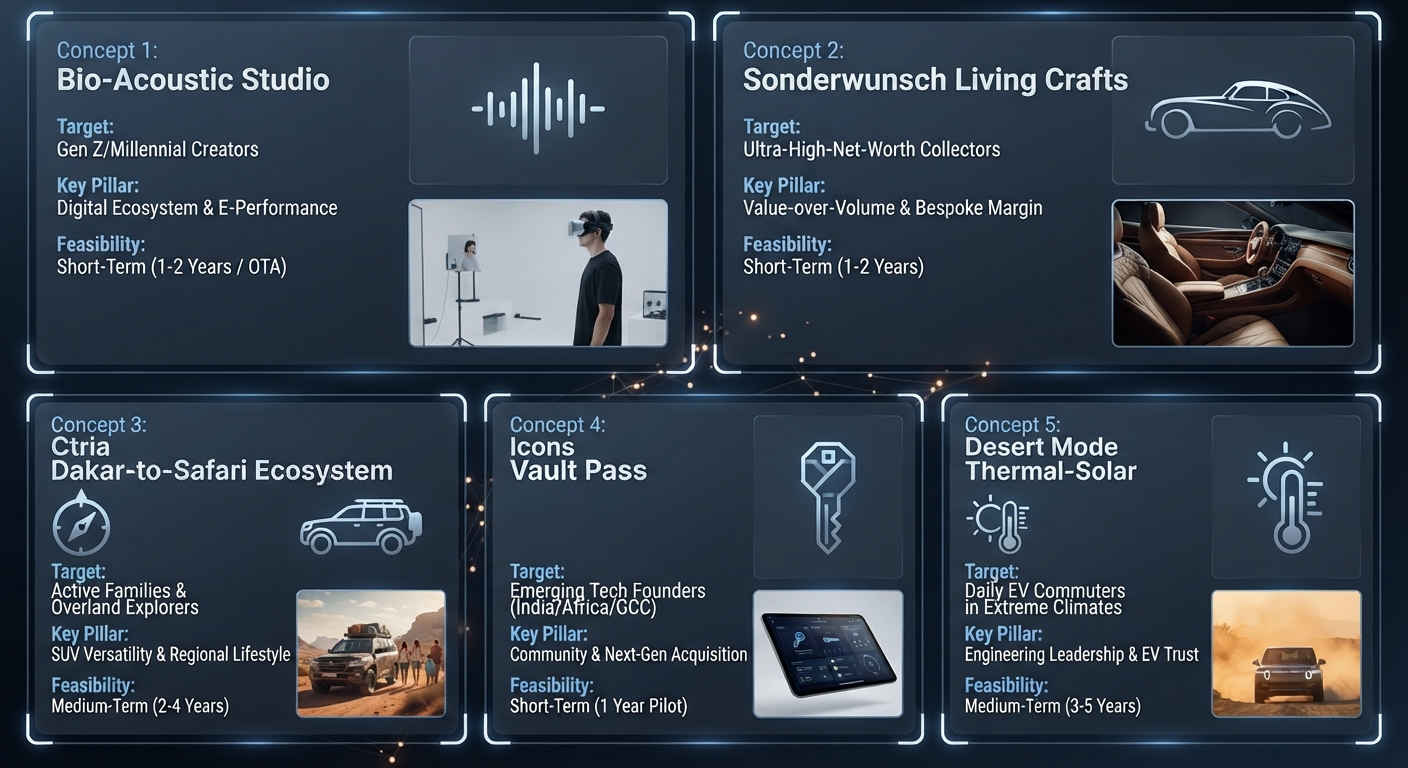 Concept 1:
Bio-Acoustic Studio
Target:
Gen Z/Millennial Creators
Key Pillar:
Digital Ecosystem & E-Performance
Feasibility:
Short-Term (1-2 Years / OTA)
Concept 2:
Sonderwunsch Living Crafts
Target:
Ultra-High-Net-Worth Collectors
Key Pillar:
Value-over-Volume & Bespoke Margin
Feasibility:
Short-Term (1-2 Years)
Concept 3:
Ctria
Dakar-to-Safari Ecosystem
Target:
Active Families &
Overland Explorers
Key Pillar:
SUV Versatility & Regional Lifestyle
Feasibility:
Medium-Term (2-4 Years)
Concept 4:
Icons
Vault Pass
Target:
Emerging Tech Founders
(India/Africa/GCC)
Key Pillar:
Community & Next-Gen Acquisition
Feasibility:
Short-Term (1 Year Pilot)
Concept 5:
Desert Mode
Thermal-Solar
Target:
Daily EV Commuters
in Extreme Climates
Key Pillar:
Engineering Leadership & EV Trust
Feasibility:
Medium-Term (3-5 Years)